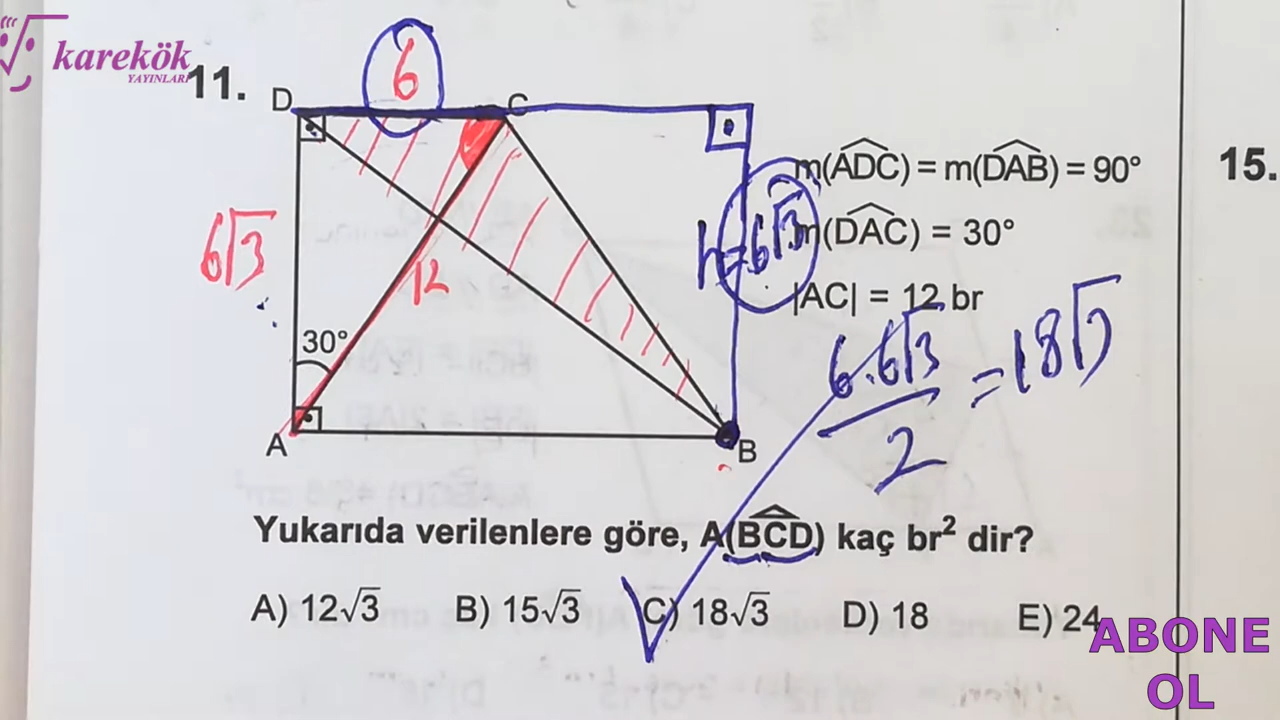 karekök
YAYINLARI
11.
D
6
C
m(ADC) = m(DAB) = 90°
15.
6√3
12
h=6√3
m(DAC) = 30°
|AC| = 12 br
30°
6.6√3
2
=18√3
A
B
Yukarıda verilenlere göre, A(BCD) kaç br² dir?
A) 12√3 B) 15√3 C) 18√3 D) 18 E) 24
ABONE
OL